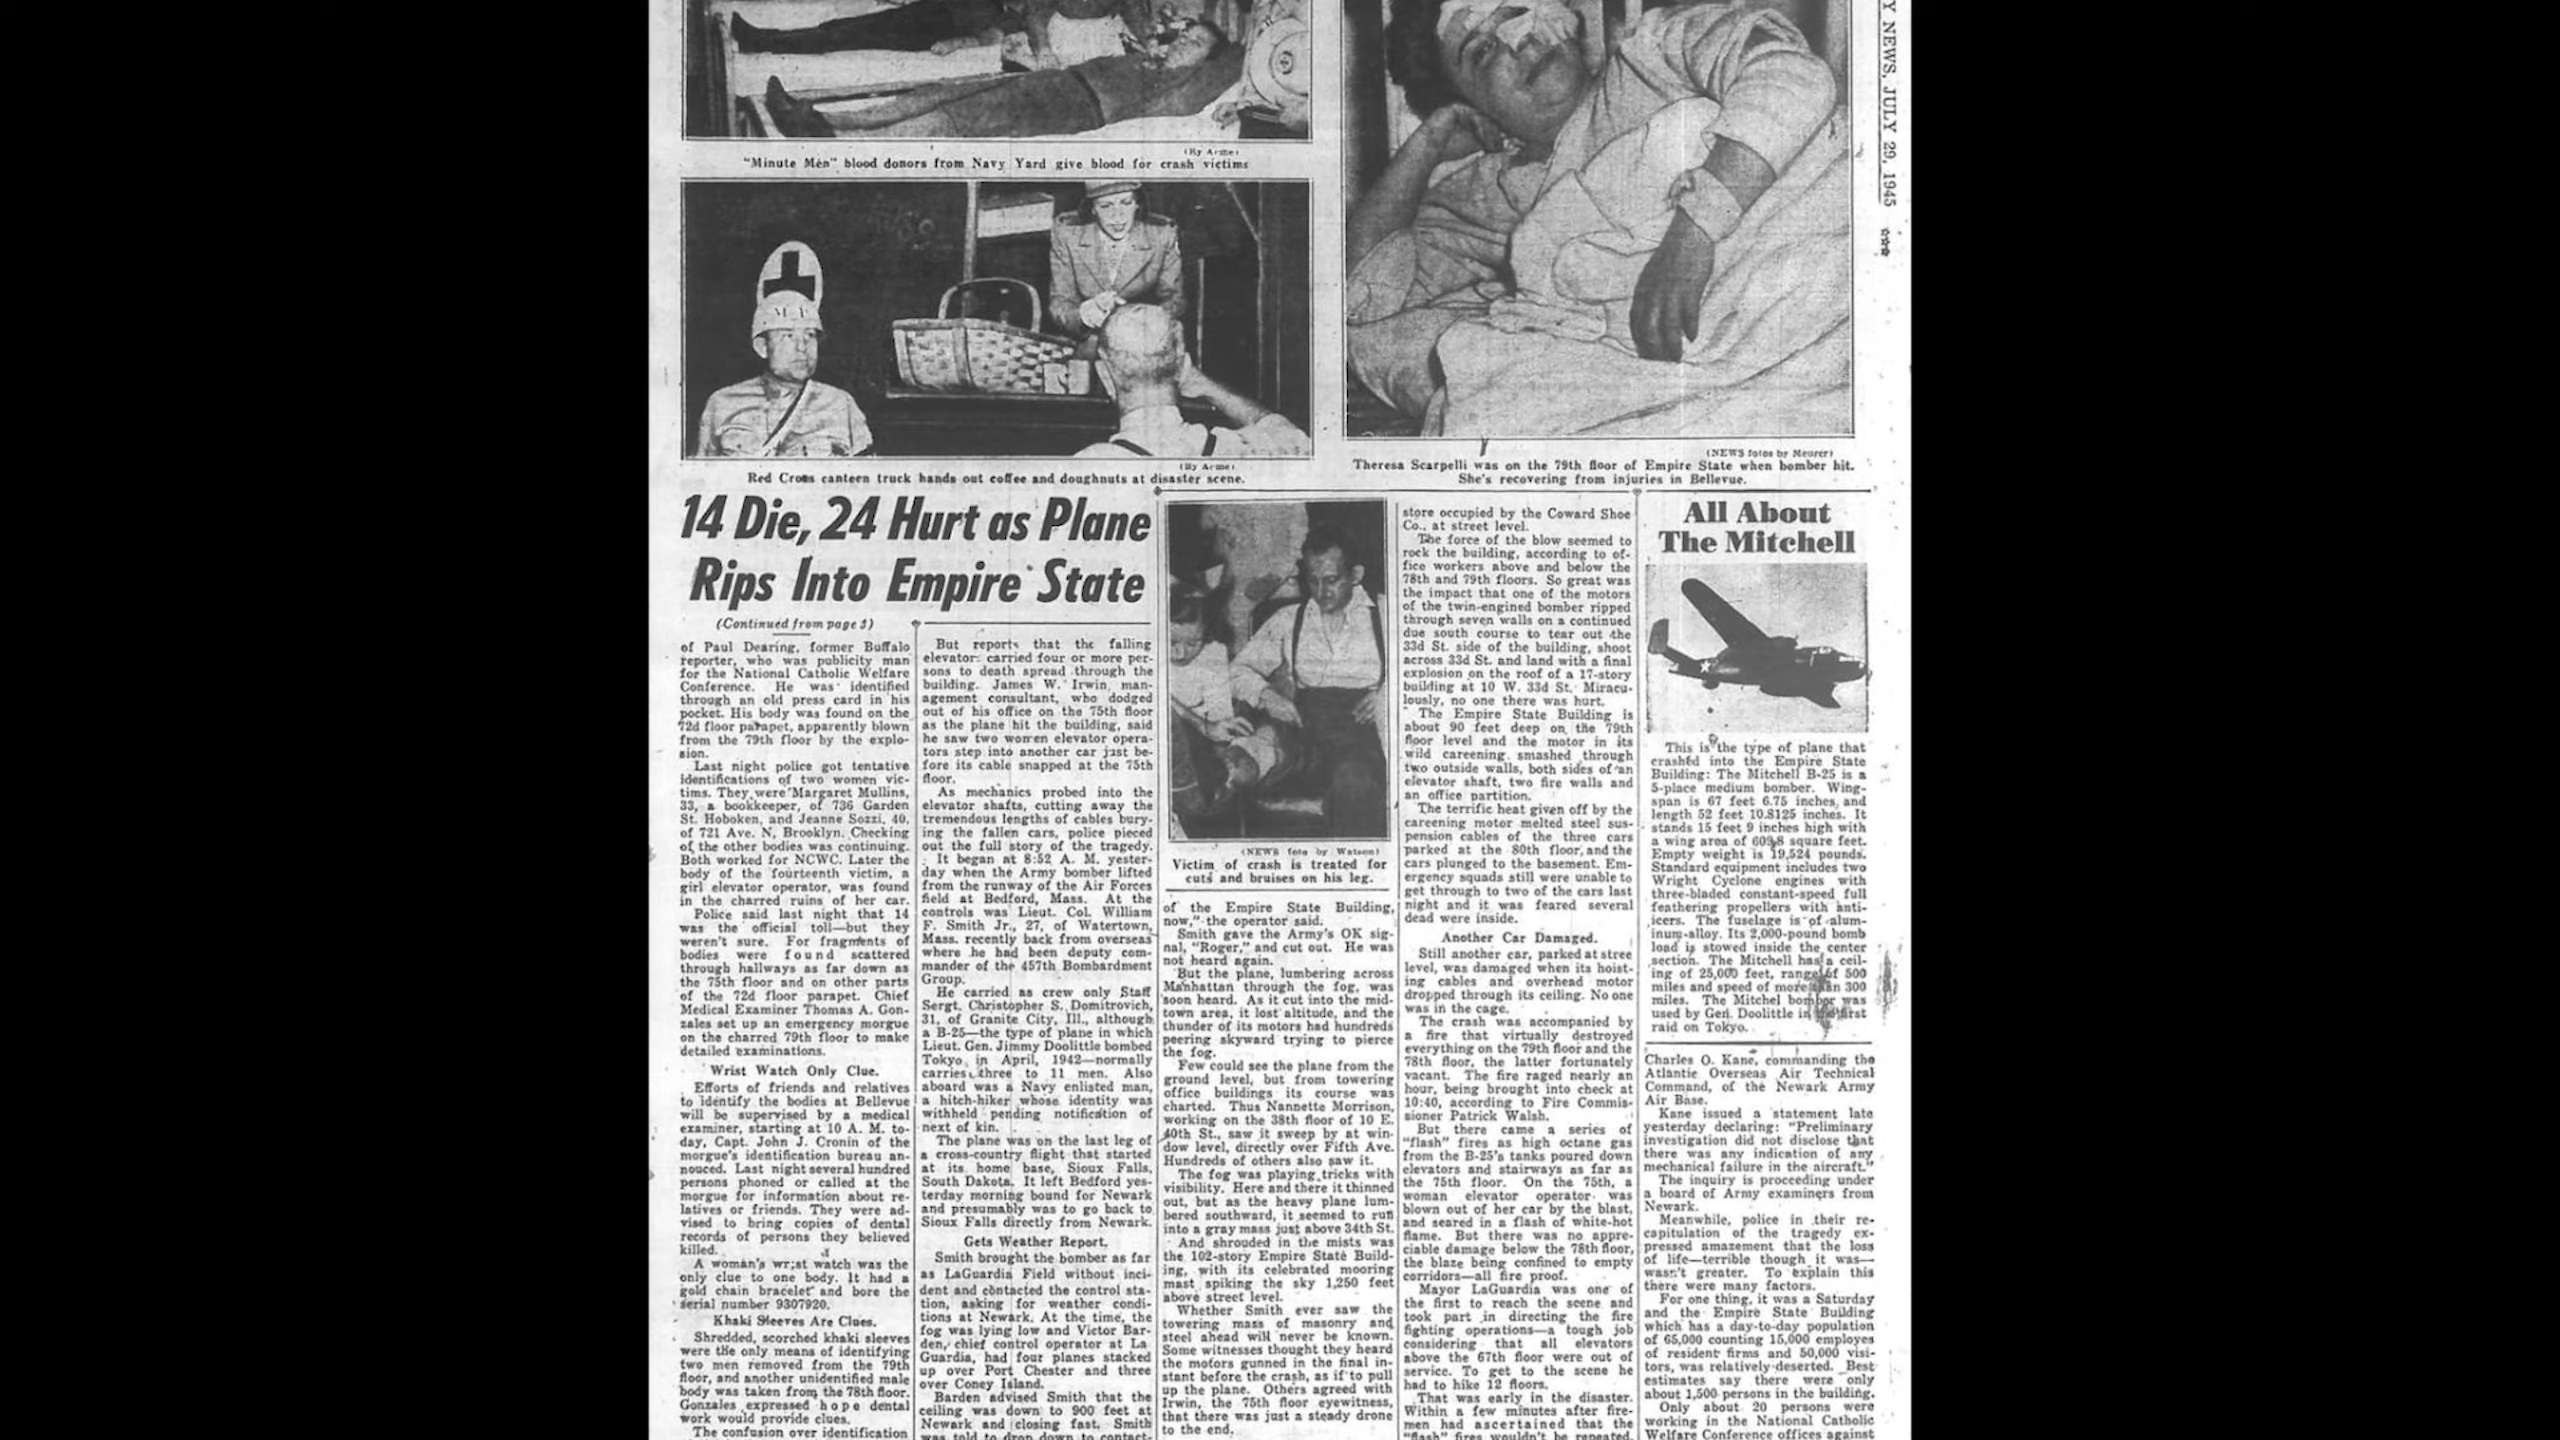 (By Acme)
"Minute Men" blood donors from Navy Yard give blood for crash victims
Y NEWS, JULY 29, 1945
M P
(By Acme)
Red Cross canteen truck hands out coffee and doughnuts at disaster scene.
(NEWS fotos by Meurer)
Theresa Scarpelli was on the 79th floor of Empire State when bomber hit.
She's recovering from injuries in Bellevue.
14 Die, 24 Hurt as Plane
Rips Into Empire State
(Continued from page 3)
of Paul Dearing, former Buffalo
reporter, who was publicity man
for the National Catholic Welfare
Conference. He was identified
through an old press card in his
pocket. His body was found on the
72d floor parapet, apparently blown
from the 79th floor by the explo-
sion.
Last night police got tentative
identifications of two women vic-
tims. They were Margaret Mullins,
33, a bookkeeper, of 736 Garden
St. Hoboken, and Jeanne Sozzi, 40,
of 721 Ave. N, Brooklyn. Checking
of the other bodies was continuing.
Both worked for NCWC. Later the
body of the fourteenth victim, a
girl elevator operator, was found
in the charred ruins of her car.
Police said last night that 14
was the official toll—but they
weren't sure. For fragments of
bodies were found scattered
through hallways as far down as
the 75th floor and on other parts
of the 72d floor parapet. Chief
Medical Examiner Thomas A. Gon-
zales set up an emergency morgue
on the charred 79th floor to make
detailed examinations.
Wrist Watch Only Clue.
Efforts of friends and relatives
to identify the bodies at Bellevue
will be supervised by a medical
examiner, starting at 10 A. M. to-
day, Capt. John J. Cronin of the
morgue's identification bureau an-
nouced. Last night several hundred
persons phoned or called at the
morgue for information about re-
latives or friends. They were ad-
vised to bring copies of dental
records of persons they believed
killed.
A woman's wrist watch was the
only clue to one body. It had a
gold chain bracelet and bore the
serial number 9307920.
Khaki Sleeves Are Clues.
Shredded, scorched khaki sleeves
were the only means of identifying
two men removed from the 79th
floor, and another unidentified male
body was taken from the 78th floor.
Gonzales expressed hope dental
work would provide clues.
The confusion over identification
But reports that the falling
elevator carried four or more per-
sons to death spread through the
building. James W. Irwin, man-
agement consultant, who dodged
out of his office on the 75th floor
as the plane hit the building, said
he saw two women elevator opera-
tors step into another car just be-
fore its cable snapped at the 75th
floor.
As mechanics probed into the
elevator shafts, cutting away the
tremendous lengths of cables bury-
ing the fallen cars, police pieced
out the full story of the tragedy.
It began at 8:52 A. M. yester-
day when the Army bomber lifted
from the runway of the Air Forces
field at Bedford, Mass. At the
controls was Lieut. Col. William
F. Smith Jr., 27, of Watertown,
Mass. recently back from overseas
where he had been deputy com-
mander of the 457th Bombardment
Group.
He carried as crew only Staff
Sergt. Christopher S. Domitrovich,
31, of Granite City, Ill., although
a B-25—the type of plane in which
Lieut. Gen. Jimmy Doolittle bombed
Tokyo in April, 1942—normally
carries three to 11 men. Also
aboard was a Navy enlisted man,
a hitch-hiker whose identity was
withheld pending notification of
next of kin.
The plane was on the last leg of
a cross-country flight that started
at its home base, Sioux Falls,
South Dakota. It left Bedford yes-
terday morning bound for Newark
and presumably was to go back to
Sioux Falls directly from Newark.
Gets Weather Report.
Smith brought the bomber as far
as LaGuardia Field without inci-
dent and contacted the control sta-
tion, asking for weather condi-
tions at Newark. At the time, the
fog was lying low and Victor Bar-
den, chief control operator at La
Guardia, had four planes stacked
up over Port Chester and three
over Coney Island.
Barden advised Smith that the
ceiling was down to 900 feet at
Newark and closing fast. Smith
was told to drop down to contact-
(NEWS foto by Watson)
Victim of crash is treated for
cuts and bruises on his leg.
of the Empire State Building,
now," the operator said.
Smith gave the Army's OK sig-
nal, "Roger," and cut out. He was
not heard again.
But the plane, lumbering across
Manhattan through the fog, was
soon heard. As it cut into the mid-
town area, it lost altitude, and the
thunder of its motors had hundreds
peering skyward trying to pierce
the fog.
Few could see the plane from the
ground level, but from towering
office buildings its course was
charted. Thus Nannette Morrison,
working on the 38th floor of 10 E.
40th St., saw it sweep by at win-
dow level, directly over Fifth Ave.
Hundreds of others also saw it.
The fog was playing tricks with
visibility. Here and there it thinned
out, but as the heavy plane lum-
bered southward, it seemed to run
into a gray mass just above 34th St.
And shrouded in the mists was
the 102-story Empire State Build-
ing, with its celebrated mooring
mast spiking the sky 1,250 feet
above street level.
Whether Smith ever saw the
towering mass of masonry and
steel ahead will never be known.
Some witnesses thought they heard
the motors gunned in the final in-
stant before the crash, as if to pull
up the plane. Others agreed with
Irwin, the 75th floor eyewitness,
that there was just a steady drone
to the end.
store occupied by the Coward Shoe
Co., at street level.
The force of the blow seemed to
rock the building, according to of-
fice workers above and below the
78th and 79th floors. So great was
the impact that one of the motors
of the twin-engined bomber ripped
through seven walls on a continued
due south course to tear out the
33d St. side of the building, shoot
across 33d St. and land with a final
explosion on the roof of a 17-story
building at 10 W. 33d St. Miracu-
lously, no one there was hurt.
The Empire State Building is
about 90 feet deep on the 79th
floor level and the motor in its
wild careening smashed through
two outside walls, both sides of an
elevator shaft, two fire walls and
an office partition.
The terrific heat given off by the
careening motor melted steel sus-
pension cables of the three cars
parked at the 80th floor, and the
cars plunged to the basement. Em-
ergency squads still were unable to
get through to two of the cars last
night and it was feared several
dead were inside.
Another Car Damaged.
Still another car, parked at stree
level, was damaged when its hoist-
ing cables and overhead motor
dropped through its ceiling. No one
was in the cage.
The crash was accompanied by
a fire that virtually destroyed
everything on the 79th floor and the
78th floor, the latter fortunately
vacant. The fire raged nearly an
hour, being brought into check at
10:40, according to Fire Commis-
sioner Patrick Walsh.
But there came a series of
"flash" fires as high octane gas
from the B-25's tanks poured down
elevators and stairways as far as
the 75th floor. On the 75th, a
woman elevator operator was
blown out of her car by the blast,
and seared in a flash of white-hot
flame. But there was no appre-
ciable damage below the 78th floor,
the blaze being confined to empty
corridors—all fire proof.
Mayor LaGuardia was one of
the first to reach the scene and
took part in directing the fire
fighting operations—a tough job
considering that all elevators
above the 67th floor were out of
service. To get to the scene he
had to hike 12 floors.
That was early in the disaster.
Within a few minutes after fire-
men had ascertained that the
"flash" fires wouldn't be repeated,
All About
The Mitchell
This is the type of plane that
crashed into the Empire State
Building: The Mitchell B-25 is a
5-place medium bomber. Wing-
span is 67 feet 6.75 inches, and
length 52 feet 10.8125 inches. It
stands 15 feet 9 inches high with
a wing area of 609.8 square feet.
Empty weight is 19,524 pounds.
Standard equipment includes two
Wright Cyclone engines with
three-bladed constant-speed full
feathering propellers with anti-
icers. The fuselage is of alum-
inum-alloy. Its 2,000-pound bomb
load is stowed inside the center
section. The Mitchell has a ceil-
ing of 25,000 feet, range of 500
miles and speed of more than 300
miles. The Mitchel bomber was
used by Gen. Doolittle in the first
raid on Tokyo.
Charles O. Kane, commanding the
Atlantic Overseas Air Technical
Command, of the Newark Army
Air Base.
Kane issued a statement late
yesterday declaring: "Preliminary
investigation did not disclose that
there was any indication of any
mechanical failure in the aircraft."
The inquiry is proceeding under
a board of Army examiners from
Newark.
Meanwhile, police in their re-
capitulation of the tragedy ex-
pressed amazement that the loss
of life—terrible though it was—
wasn't greater. To explain this
there were many factors.
For one thing, it was a Saturday
and the Empire State Building
which has a day-to-day population
of 65,000 counting 15,000 employes
of resident firms and 50,000 visi-
tors, was relatively deserted. Best
estimates say there were only
about 1,500 persons in the building.
Only about 20 persons were
working in the National Catholic
Welfare Conference offices against